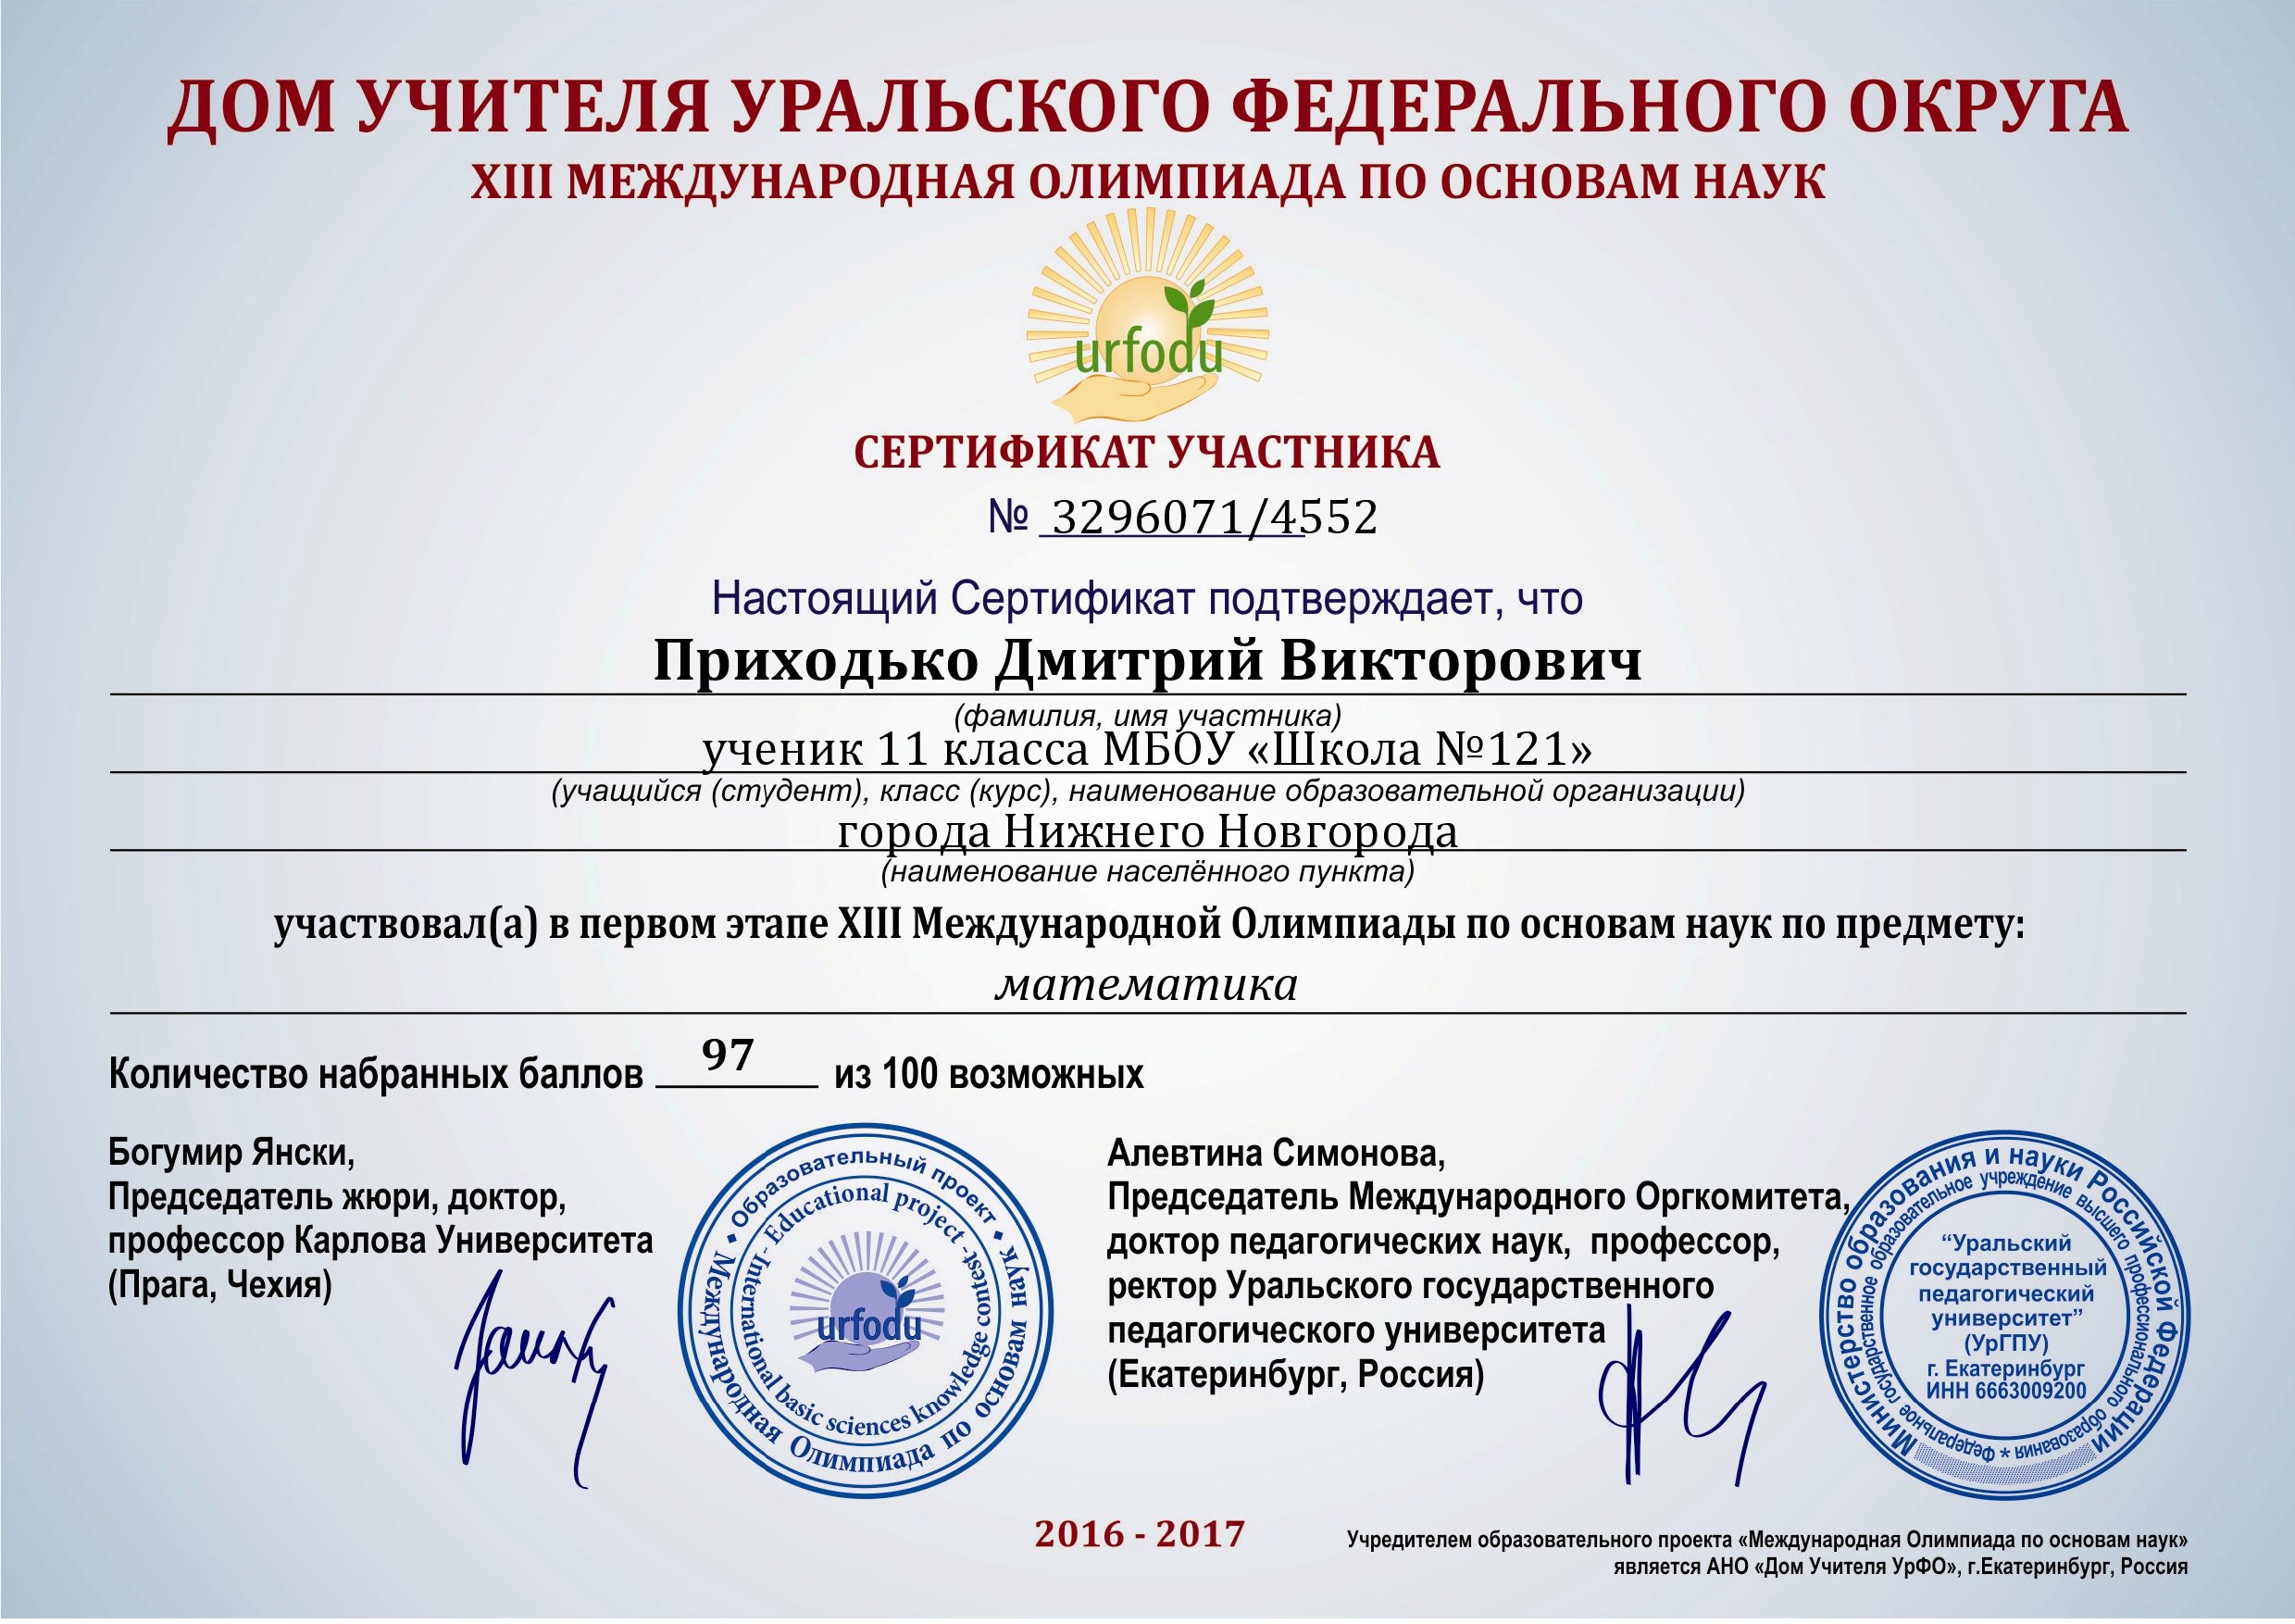 ДОМ УЧИТЕЛЯ УРАЛЬСКОГО ФЕДЕРАЛЬНОГО ОКРУГА
XIII МЕЖДУНАРОДНАЯ ОЛИМПИАДА ПО ОСНОВАМ НАУК
urfodu
СЕРТИФИКАТ УЧАСТНИКА
№ 3296071/4552
Настоящий Сертификат подтверждает, что
Приходько Дмитрий Викторович
(фамилия, имя участника)
ученик 11 класса МБОУ «Школа №121»
(учащийся (студент), класс (курс), наименование образовательной организации)
города Нижнего Новгорода
(наименование населённого пункта)
участвовал(а) в первом этапе XIII Международной Олимпиады по основам наук по предмету:
математика
Количество набранных баллов 97 из 100 возможных
Богумир Янски,
Председатель жюри, доктор,
профессор Карлова Университета
(Прага, Чехия)
• Образовательный проект •
Международная Олимпиада по основам наук
- Educational project -
International basic sciences knowledge contest
urfodu
Алевтина Симонова,
Председатель Международного Оргкомитета,
доктор педагогических наук, профессор,
ректор Уральского государственного
педагогического университета
(Екатеринбург, Россия)
Министерство образования и науки Российской Федерации
* Федеральное государственное образовательное учреждение высшего профессионального образования
“Уральский
государственный
педагогический
университет”
(УрГПУ)
г. Екатеринбург
ИНН 6663009200
2016 - 2017
Учредителем образовательного проекта «Международная Олимпиада по основам наук»
является АНО «Дом Учителя УрФО», г.Екатеринбург, Россия